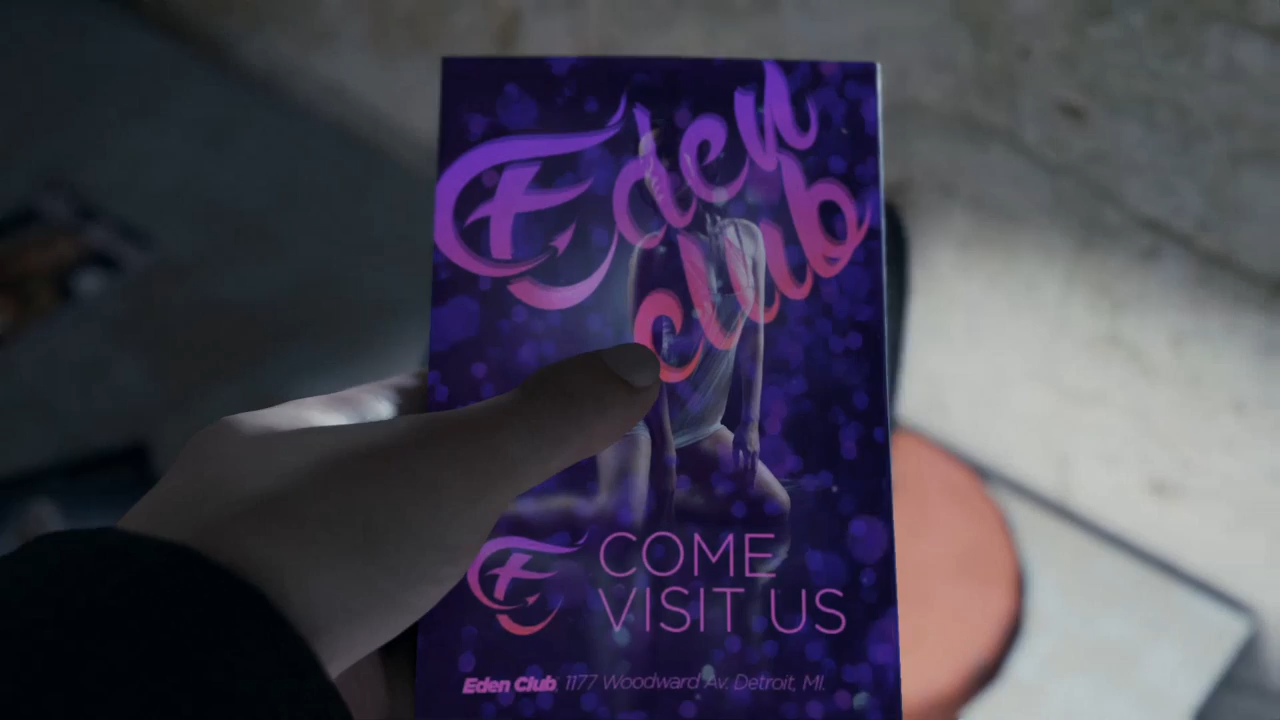 Eden
club
COME
VISIT US
Eden Club, 1177 Woodward Av. Detroit, MI.